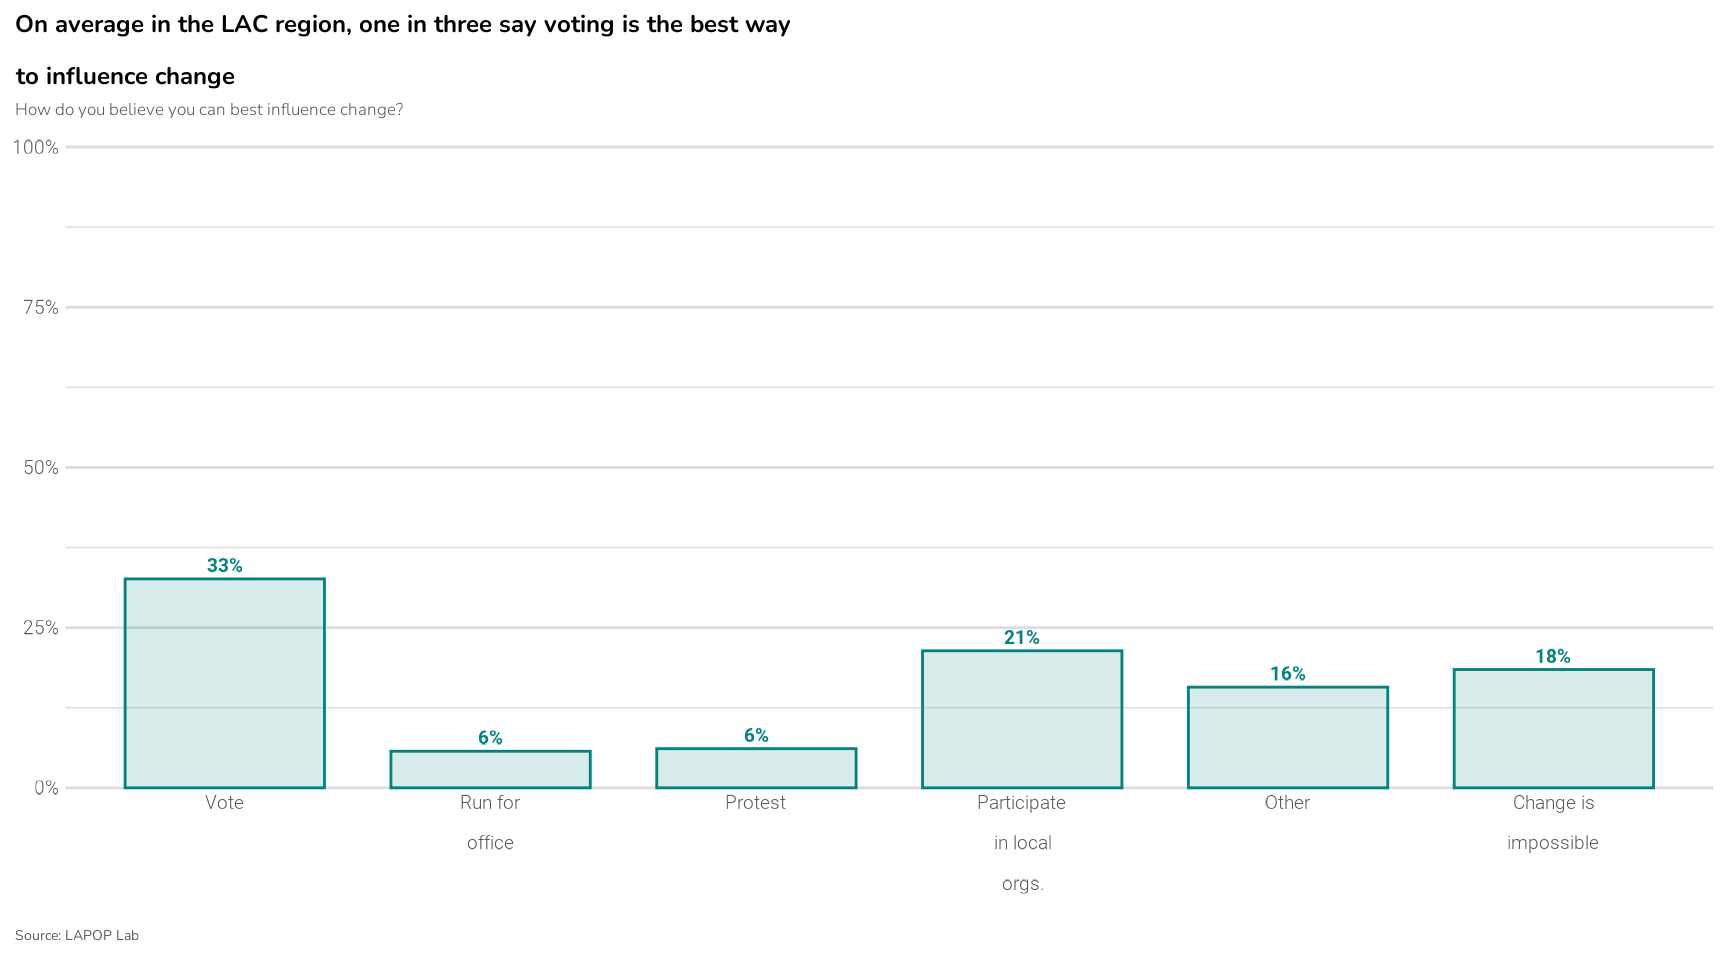 On average in the LAC region, one in three say voting is the best way
to influence change
How do you believe you can best influence change?
100%
75%
50%
25%
0%
33%
6%
6%
21%
16%
18%
Vote
Run for
office
Protest
Participate
in local
orgs.
Other
Change is
impossible
Source: LAPOP Lab